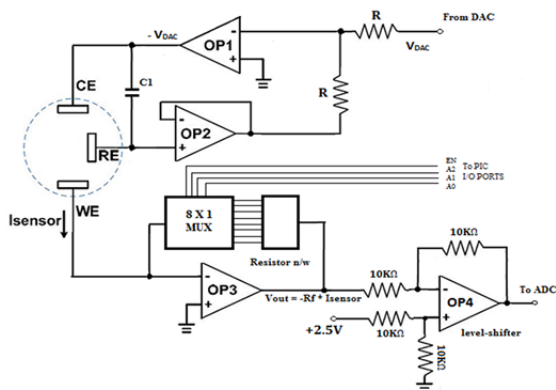 From DAC
R
VDAC
- VDAC
-
+
OP1
CE
C1
R
-
+
OP2
RE
EN
A2
A1
A0
To PIC
I/O PORTS
WE
Isensor
8 X 1
MUX
Resistor n/w
-
+
OP3
Vout = -Rf * Isensor
10KΩ
10KΩ
-
+
OP4
To ADC
level-shifter
+2.5V
10KΩ
10KΩ